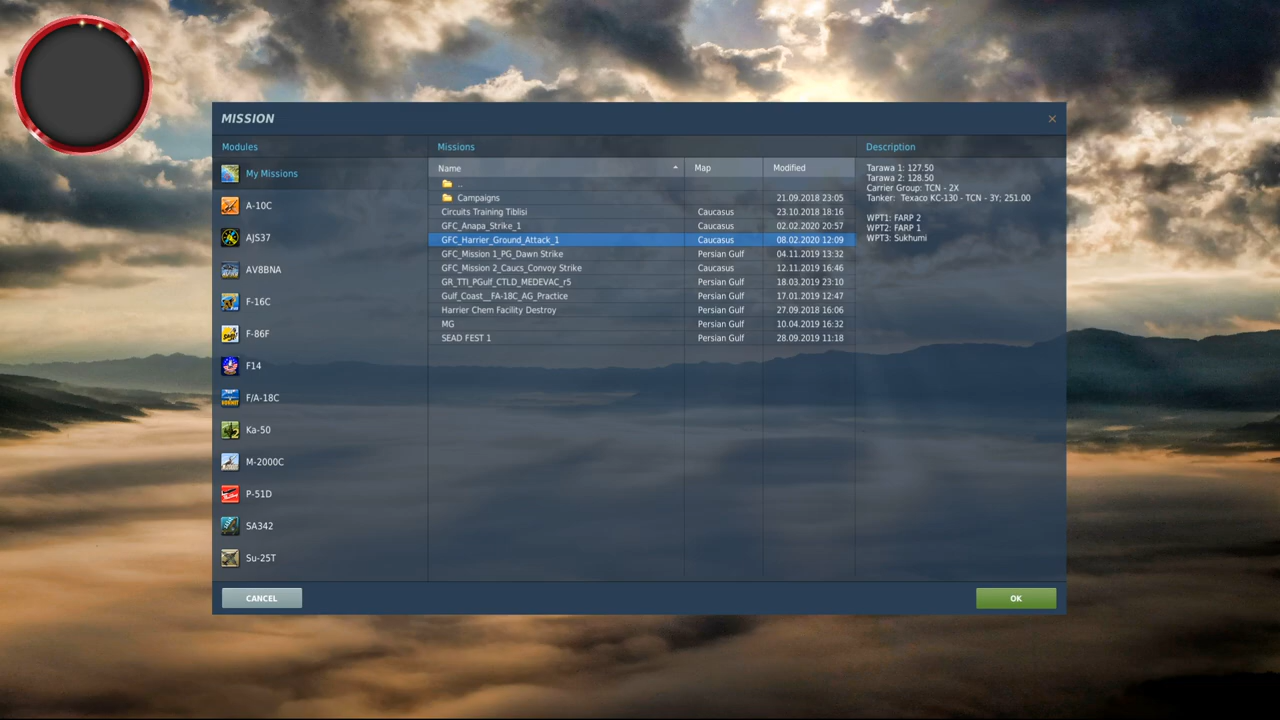 MISSION
×
Modules
Missions
Description
My Missions
A-10C
AJS37
AV8BNA
F-16C
F-86F
F14
F/A-18C
Ka-50
M-2000C
P-51D
SA342
Su-25T
Name Map Modified
..
Campaigns 21.09.2018 23:05
Circuits Training Tiblisi Caucasus 23.10.2018 18:16
GFC_Anapa_Strike_1 Caucasus 02.02.2020 20:57
GFC_Harrier_Ground_Attack_1 Caucasus 08.02.2020 12:09
GFC_Mission 1_PG_Dawn Strike Persian Gulf 04.11.2019 13:32
GFC_Mission 2_Caucs_Convoy Strike Caucasus 12.11.2019 16:46
GR_TTI_PGulf_CTLD_MEDEVAC_r5 Persian Gulf 18.03.2019 23:10
Gulf_Coast__FA-18C_AG_Practice Persian Gulf 17.01.2019 12:47
Harrier Chem Facility Destroy Persian Gulf 27.09.2018 16:06
MG Persian Gulf 10.04.2019 16:32
SEAD FEST 1 Persian Gulf 28.09.2019 11:18
Tarawa 1: 127.50
Tarawa 2: 128.50
Carrier Group: TCN - 2X
Tanker: Texaco KC-130 - TCN - 3Y; 251.00
WPT1: FARP 2
WPT2: FARP 1
WPT3: Sukhumi
CANCEL
OK